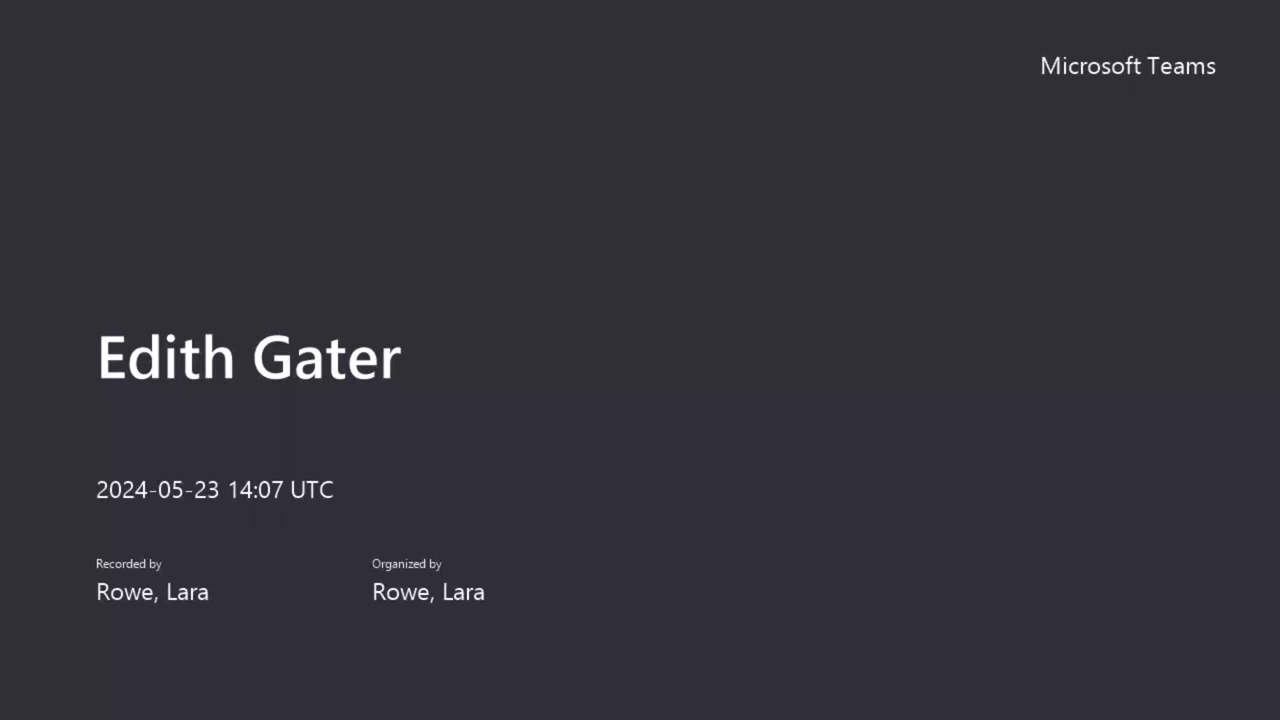 Microsoft Teams
Edith Gater
2024-05-23 14:07 UTC
Recorded by
Rowe, Lara
Organized by
Rowe, Lara